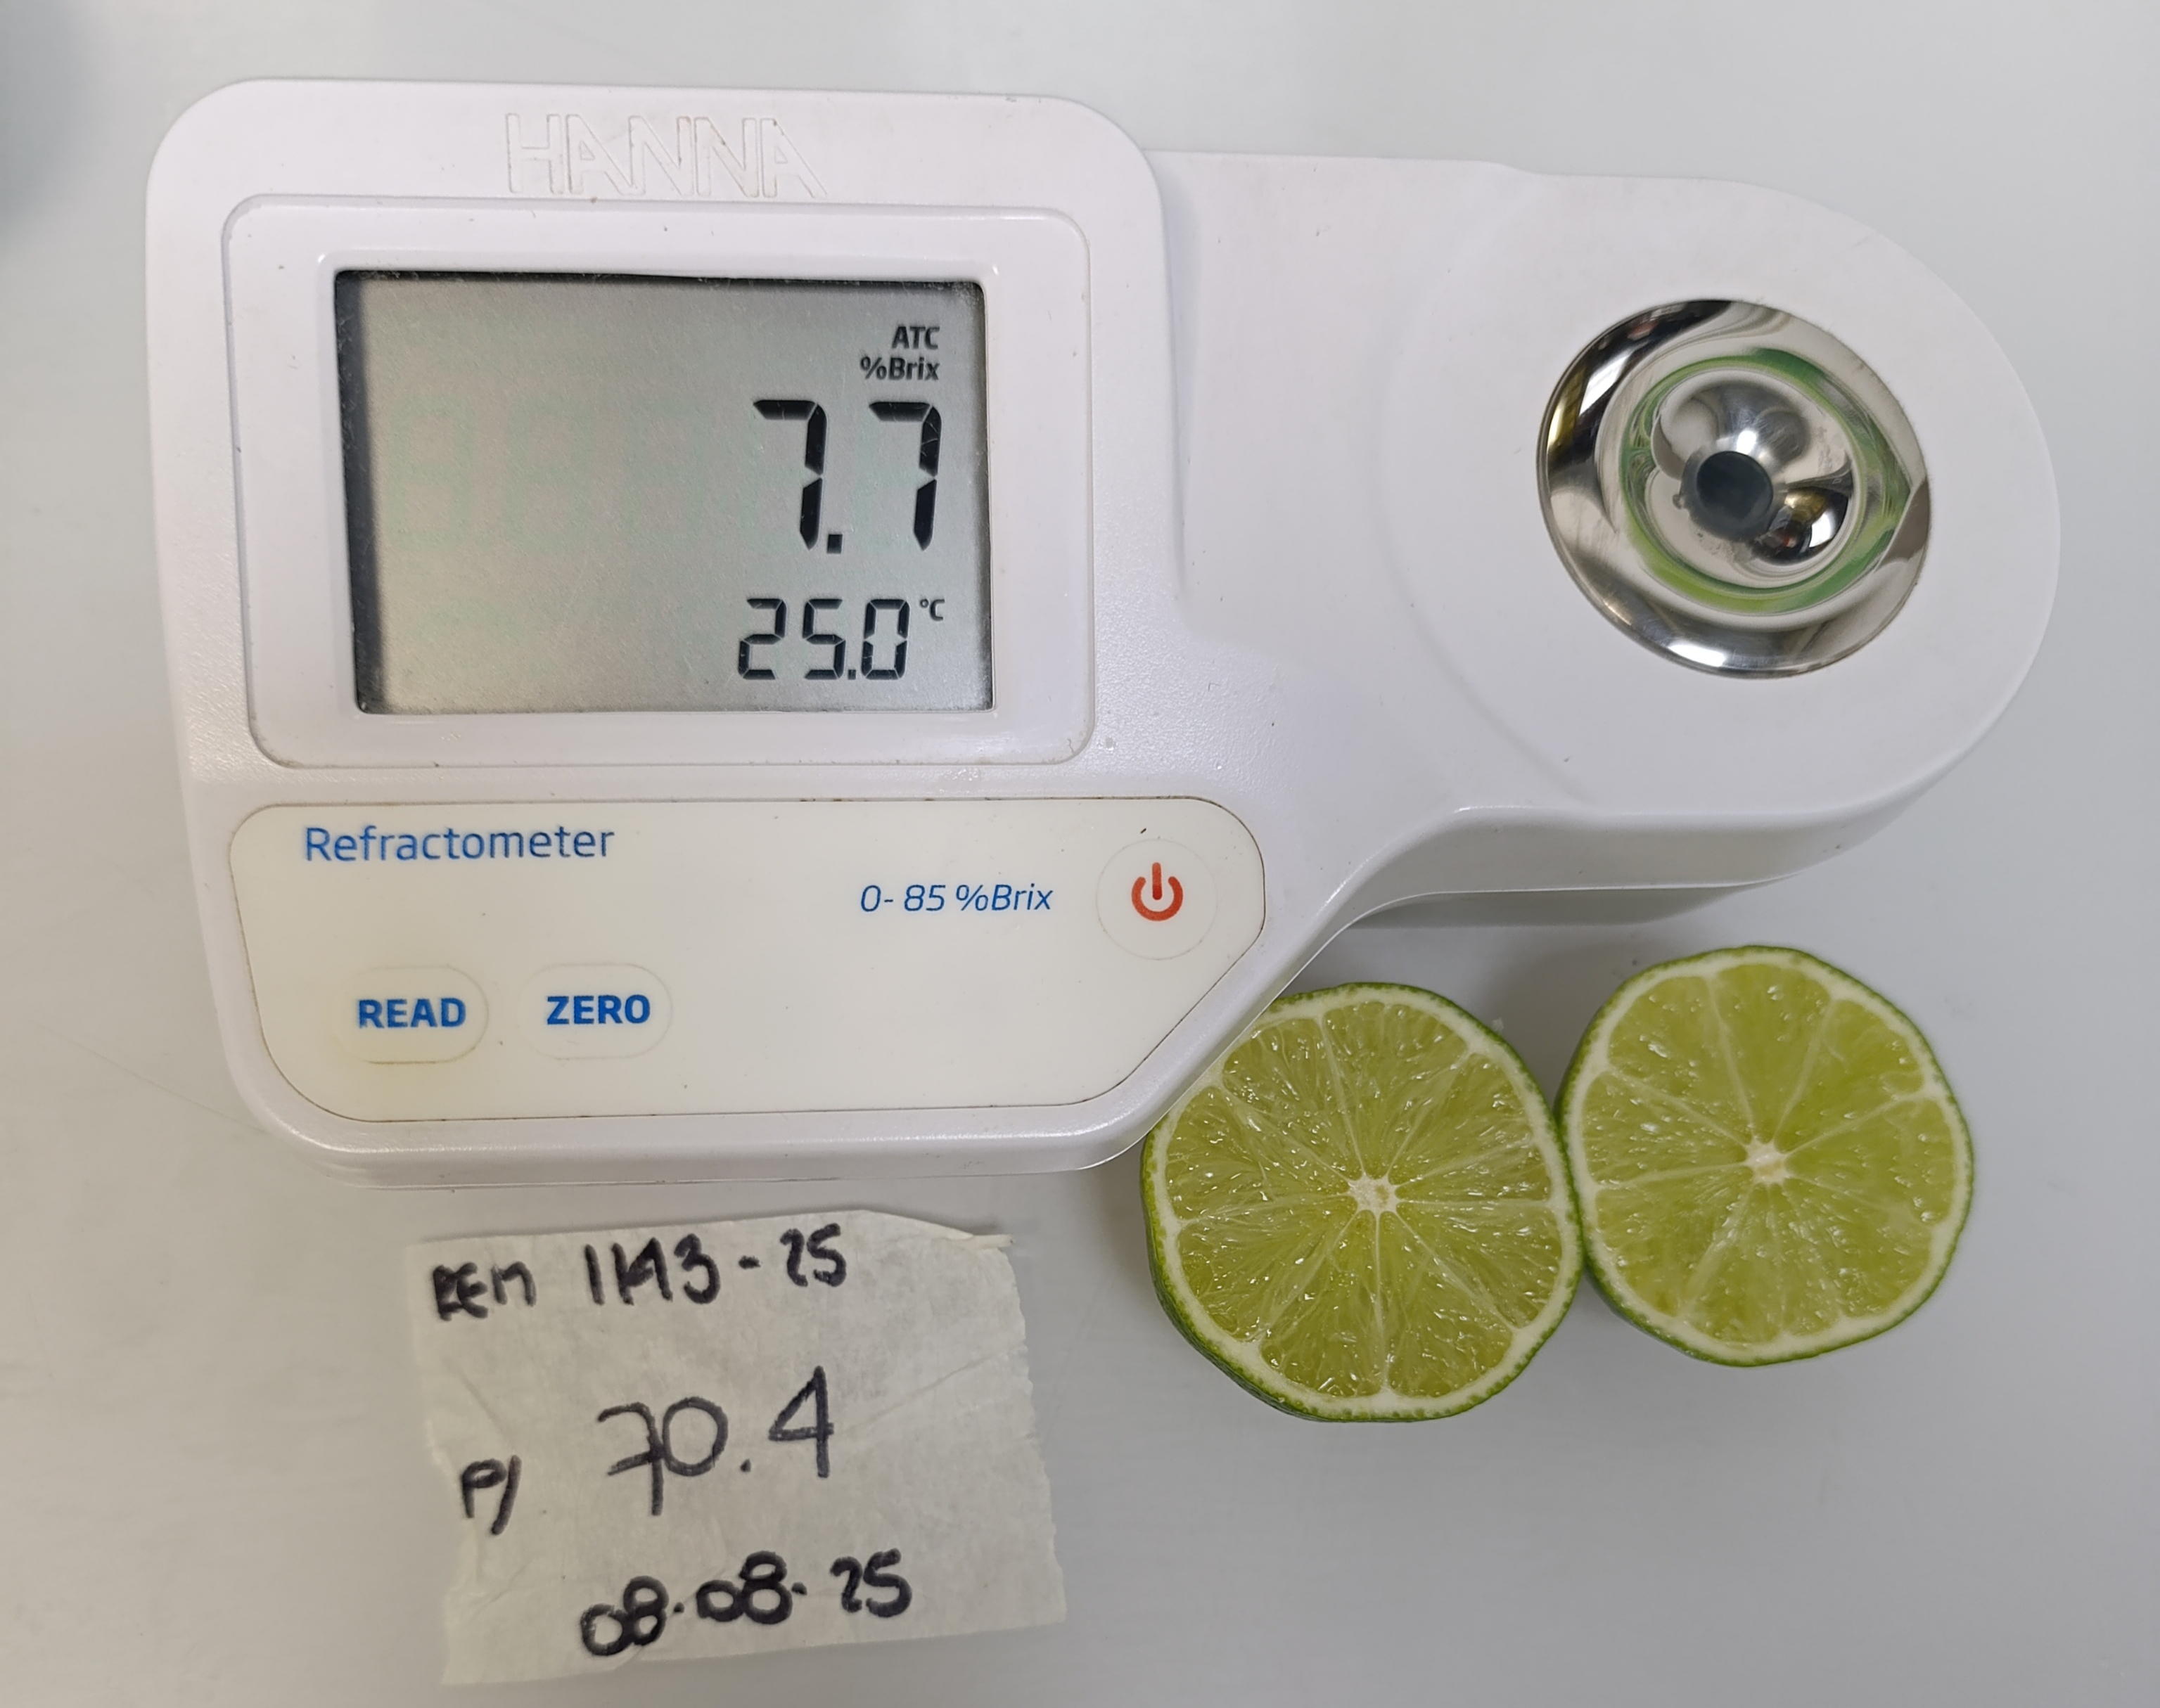 HANNA
ATC
%Brix
7.7
25.0 °C
Refractometer
0-85 %Brix
READ ZERO
REM 1143-25
P/ 70.4
08.08.25